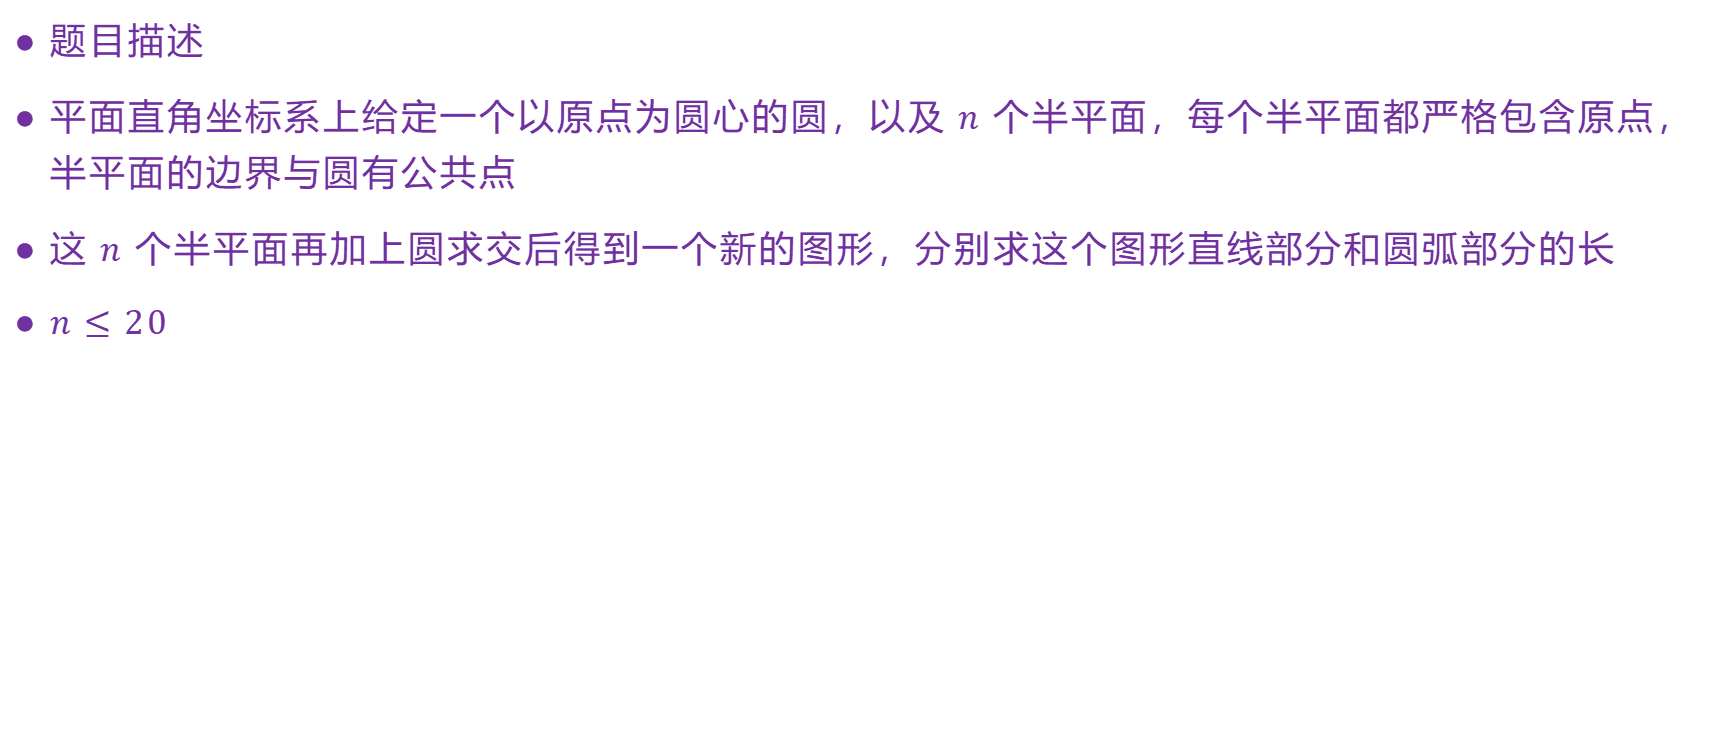 ● 题目描述
● 平面直角坐标系上给定一个以原点为圆心的圆，以及 n 个半平面，每个半平面都严格包含原点，
半平面的边界与圆有公共点
● 这 n 个半平面再加上圆求交后得到一个新的图形，分别求这个图形直线部分和圆弧部分的长
● n ≤ 20